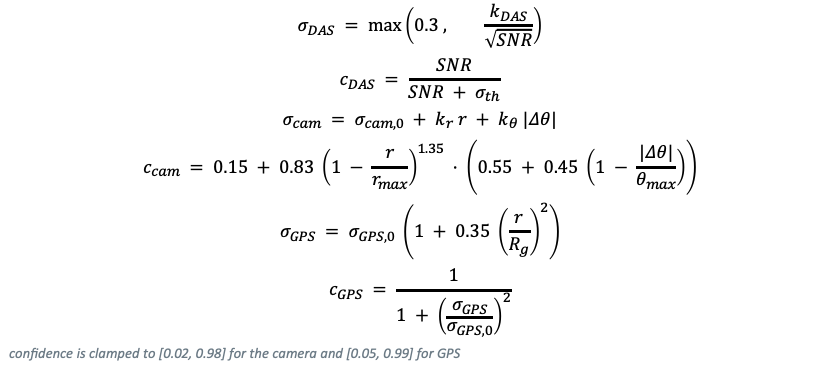 σ_DAS = max(0.3, k_DAS / √SNR)
c_DAS = SNR / (SNR + σ_th)
σ_cam = σ_cam,0 + k_r r + k_θ |Δθ|
c_cam = 0.15 + 0.83 (1 − r / r_max)^1.35 · (0.55 + 0.45 (1 − |Δθ| / θ_max))
σ_GPS = σ_GPS,0 (1 + 0.35 (r / R_g)^2)
c_GPS = 1 / (1 + (σ_GPS / σ_GPS,0)^2)
confidence is clamped to [0.02, 0.98] for the camera and [0.05, 0.99] for GPS